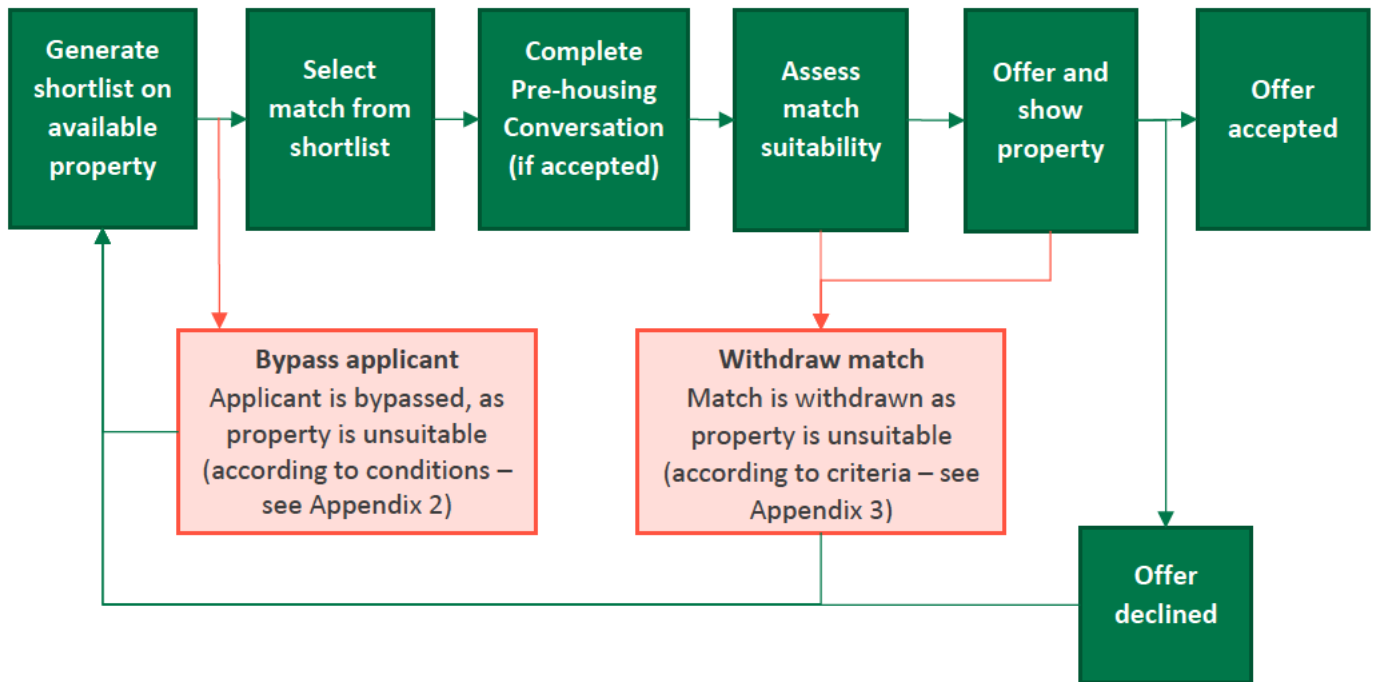 Generate
shortlist on
available
property
Select
match from
shortlist
Complete
Pre-housing
Conversation
(if accepted)
Assess
match
suitability
Offer and
show
property
Offer
accepted
Bypass applicant
Applicant is bypassed, as
property is unsuitable
(according to conditions –
see Appendix 2)
Withdraw match
Match is withdrawn as
property is unsuitable
(according to criteria – see
Appendix 3)
Offer
declined